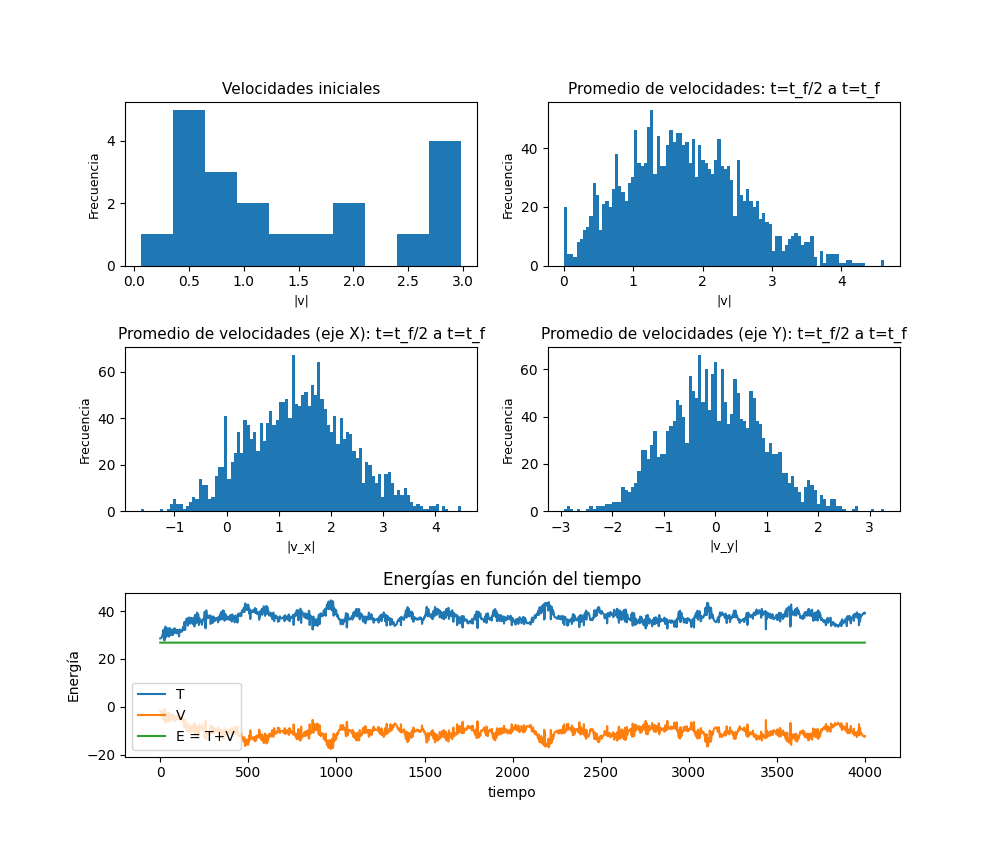 Velocidades iniciales
Frecuencia
4
2
0
0.0 0.5 1.0 1.5 2.0 2.5 3.0
|v|
Promedio de velocidades: t=t_f/2 a t=t_f
Frecuencia
40
20
0
0 1 2 3 4
|v|
Promedio de velocidades (eje X): t=t_f/2 a t=t_f
Frecuencia
60
40
20
0
−1 0 1 2 3 4
|v_x|
Promedio de velocidades (eje Y): t=t_f/2 a t=t_f
Frecuencia
60
40
20
0
−3 −2 −1 0 1 2 3
|v_y|
Energías en función del tiempo
Energía
40
20
0
−20
T
V
E = T+V
0 500 1000 1500 2000 2500 3000 3500 4000
tiempo